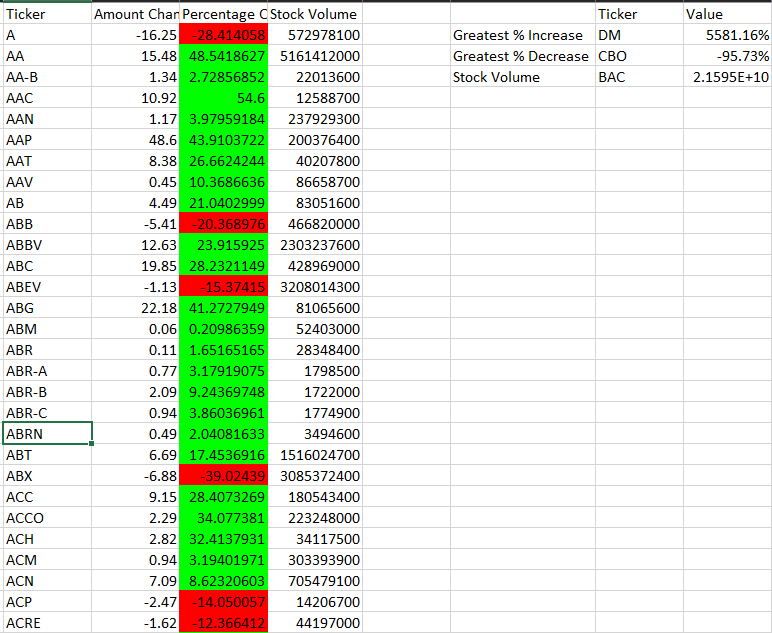 Ticker Amount Chan Percentage C Stock Volume Ticker Value
A -16.25 -28.414058 572978100 Greatest % Increase DM 5581.16%
AA 15.48 48.5418627 5161412000 Greatest % Decrease CBO -95.73%
AA-B 1.34 2.72856852 22013600 Stock Volume BAC 2.1595E+10
AAC 10.92 54.6 12588700
AAN 1.17 3.97959184 237929300
AAP 48.6 43.9103722 200376400
AAT 8.38 26.6624244 40207800
AAV 0.45 10.3686636 86658700
AB 4.49 21.0402999 83051600
ABB -5.41 -20.368976 466820000
ABBV 12.63 23.915925 2303237600
ABC 19.85 28.2321149 428969000
ABEV -1.13 -15.37415 3208014300
ABG 22.18 41.2727949 81065600
ABM 0.06 0.20986359 52403000
ABR 0.11 1.65165165 28348400
ABR-A 0.77 3.17919075 1798500
ABR-B 2.09 9.24369748 1722000
ABR-C 0.94 3.86036961 1774900
ABRN 0.49 2.04081633 3494600
ABT 6.69 17.4536916 1516024700
ABX -6.88 -39.02439 3085372400
ACC 9.15 28.4073269 180543400
ACCO 2.29 34.077381 223248000
ACH 2.82 32.4137931 34117500
ACM 0.94 3.19401971 303393900
ACN 7.09 8.62320603 705479100
ACP -2.47 -14.050057 14206700
ACRE -1.62 -12.366412 44197000